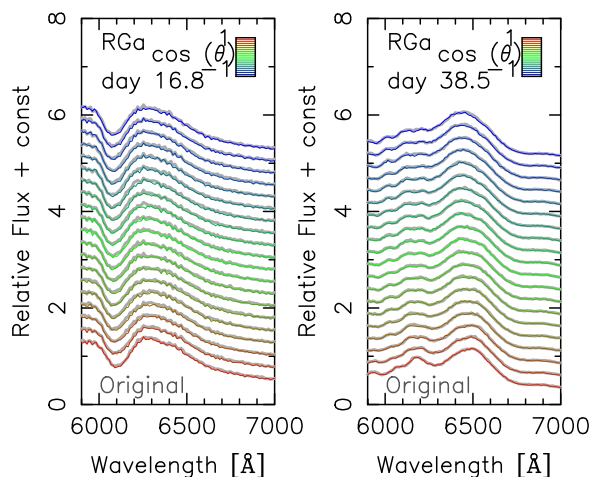 RGa
cos (θ)
1
−1
day 16.8
Original
8
6
4
2
0
6000 6500 7000
Wavelength [Å]
Relative Flux + const
RGa
cos (θ)
1
−1
day 38.5
Original
8
6
4
2
0
6000 6500 7000
Wavelength [Å]
Relative Flux + const